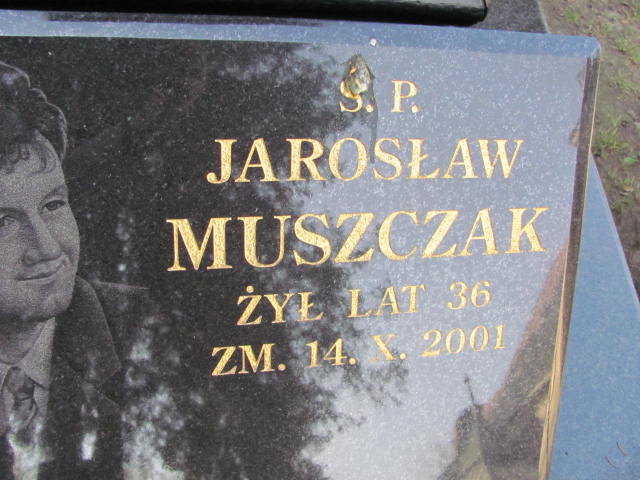 Ś. P.
JAROSŁAW
MUSZCZAK
ŻYŁ LAT 36
ZM. 14. X. 2001